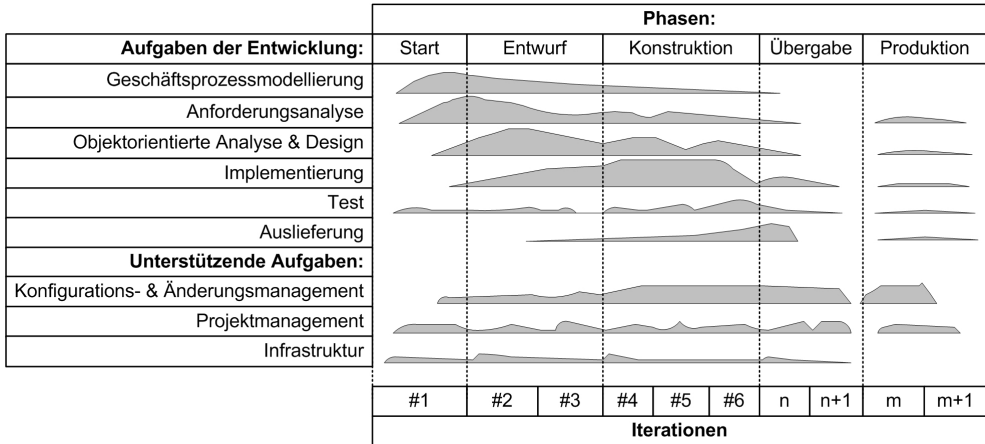 Phasen:
Aufgaben der Entwicklung: Start Entwurf Konstruktion Übergabe Produktion
Geschäftsprozessmodellierung
Anforderungsanalyse
Objektorientierte Analyse & Design
Implementierung
Test
Auslieferung
Unterstützende Aufgaben:
Konfigurations- & Änderungsmanagement
Projektmanagement
Infrastruktur
#1 #2 #3 #4 #5 #6 n n+1 m m+1
Iterationen